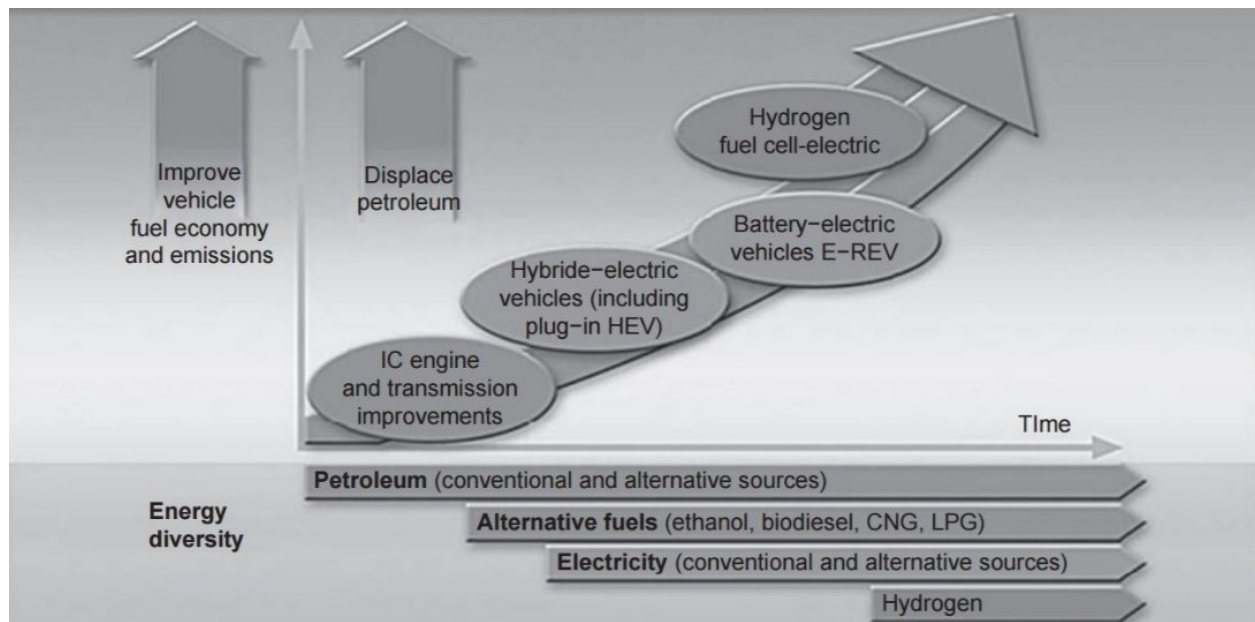 Improve
vehicle
fuel economy
and emissions
Displace
petroleum
Hydrogen
fuel cell-electric
Battery−electric
vehicles E−REV
Hybride−electric
vehicles (including
plug−in HEV)
IC engine
and transmission
improvements
TIme
Energy
diversity
Petroleum (conventional and alternative sources)
Alternative fuels (ethanol, biodiesel, CNG, LPG)
Electricity (conventional and alternative sources)
Hydrogen